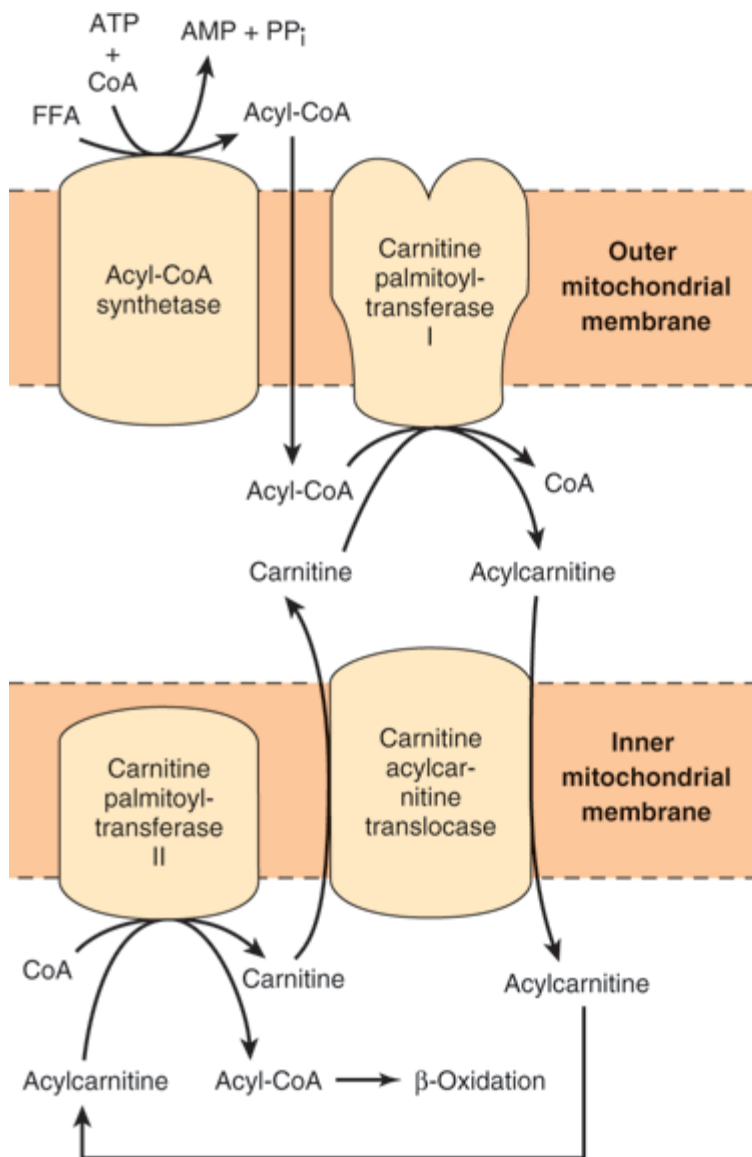 ATP
+
CoA
AMP + PPi
FFA
Acyl-CoA
Acyl-CoA
synthetase
Carnitine
palmitoyl-
transferase
I
Outer
mitochondrial
membrane
Acyl-CoA
CoA
Carnitine
Acylcarnitine
Carnitine
palmitoyl-
transferase
II
Carnitine
acylcar-
nitine
translocase
Inner
mitochondrial
membrane
CoA
Carnitine
Acylcarnitine
Acylcarnitine
Acyl-CoA
β-Oxidation